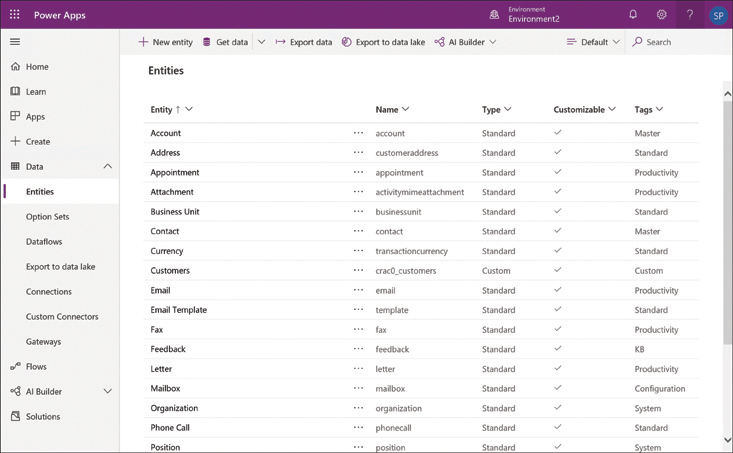 Power Apps
Environment
Environment2
?
SP
New entity Get data Export data Export to data lake AI Builder Default Search
Home
Learn
Apps
Create
Data
Entities
Option Sets
Dataflows
Export to data lake
Connections
Custom Connectors
Gateways
Flows
AI Builder
Solutions
Entities
Entity ↑ Name Type Customizable Tags
Account ... account Standard ✓ Master
Address ... customeraddress Standard ✓ Standard
Appointment ... appointment Standard ✓ Productivity
Attachment ... activitymimeattachment Standard ✓ Productivity
Business Unit ... businessunit Standard ✓ Standard
Contact ... contact Standard ✓ Master
Currency ... transactioncurrency Standard ✓ Standard
Customers ... crac0_customers Custom ✓ Custom
Email ... email Standard ✓ Productivity
Email Template ... template Standard ✓ Standard
Fax ... fax Standard ✓ Productivity
Feedback ... feedback Standard ✓ KB
Letter ... letter Standard ✓ Productivity
Mailbox ... mailbox Standard ✓ Configuration
Organization ... organization Standard ✓ System
Phone Call ... phonecall Standard ✓ Standard
Position ... position Standard ✓ System